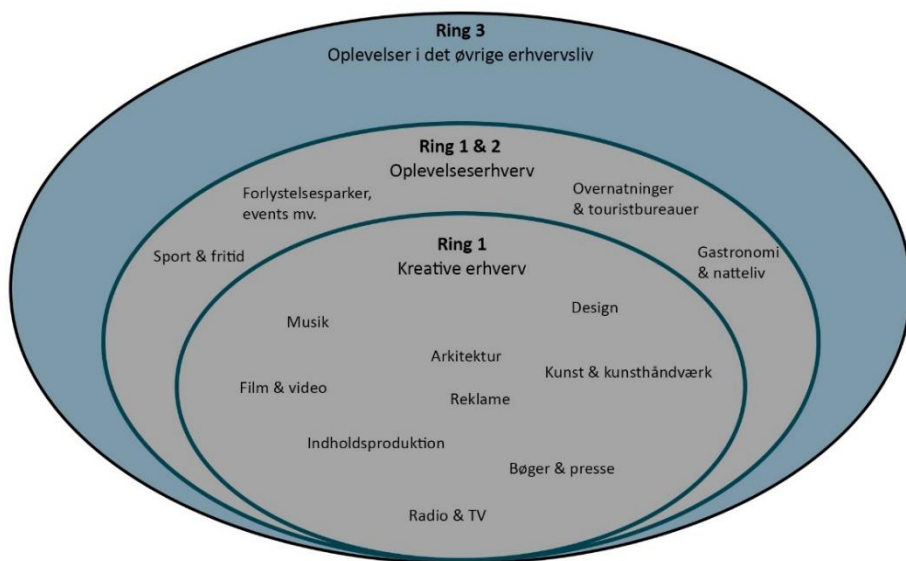 Ring 3
Oplevelser i det øvrige erhvervsliv
Ring 1 & 2
Oplevelseserhverv
Forlystelsesparker,
events mv.
Overnatninger
& touristbureauer
Sport & fritid
Gastronomi
& natteliv
Ring 1
Kreative erhverv
Musik
Design
Arkitektur
Kunst & kunsthåndværk
Film & video
Reklame
Indholdsproduktion
Bøger & presse
Radio & TV